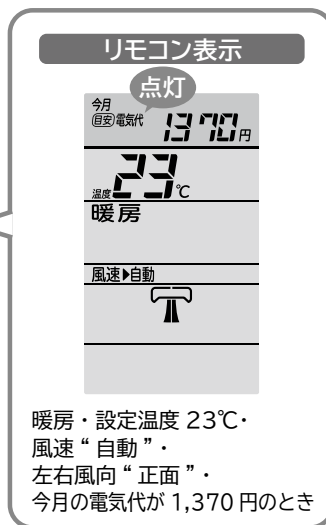 リモコン表示
点灯
今月
目安 電気代 1370円
温度 23℃
暖房
風速▶自動
暖房・設定温度 23℃・
風速 “ 自動 ”・
左右風向 “ 正面 ”・
今月の電気代が 1,370 円のとき